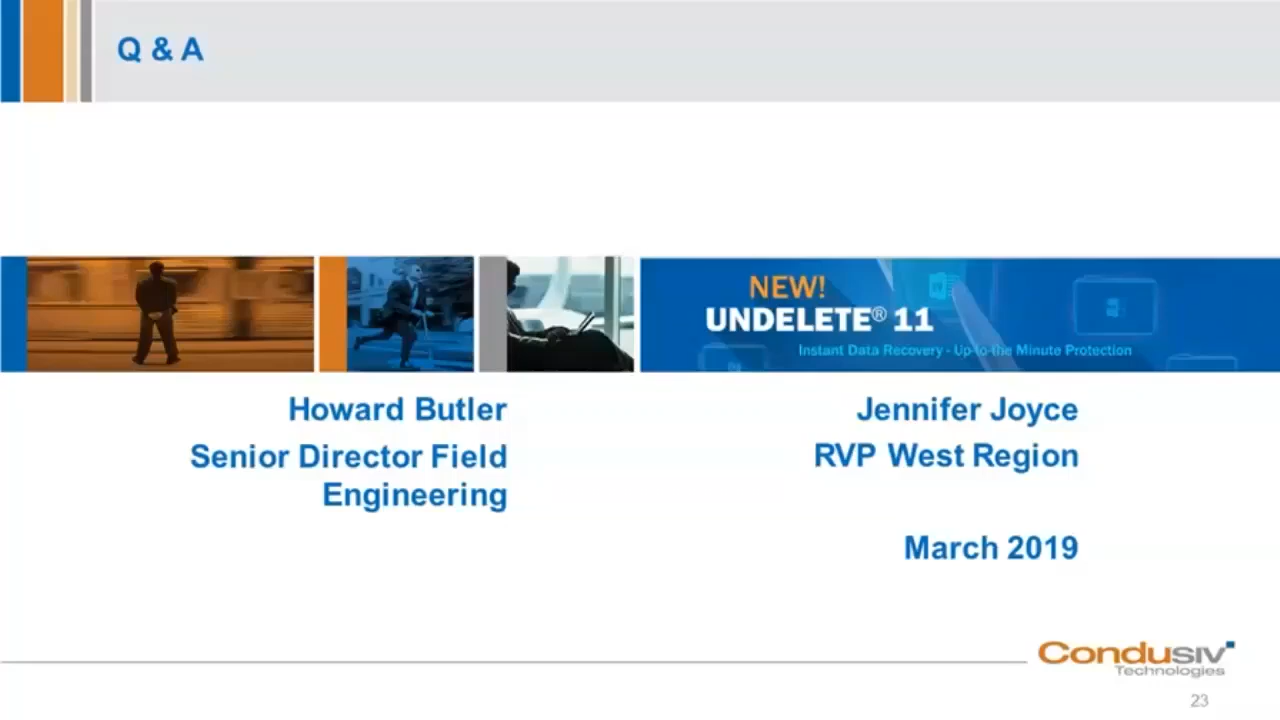 Q & A
NEW!
UNDELETE® 11
Instant Data Recovery - Up-to-the Minute Protection
Howard Butler
Senior Director Field
Engineering
Jennifer Joyce
RVP West Region
March 2019
Condusiv
Technologies
23